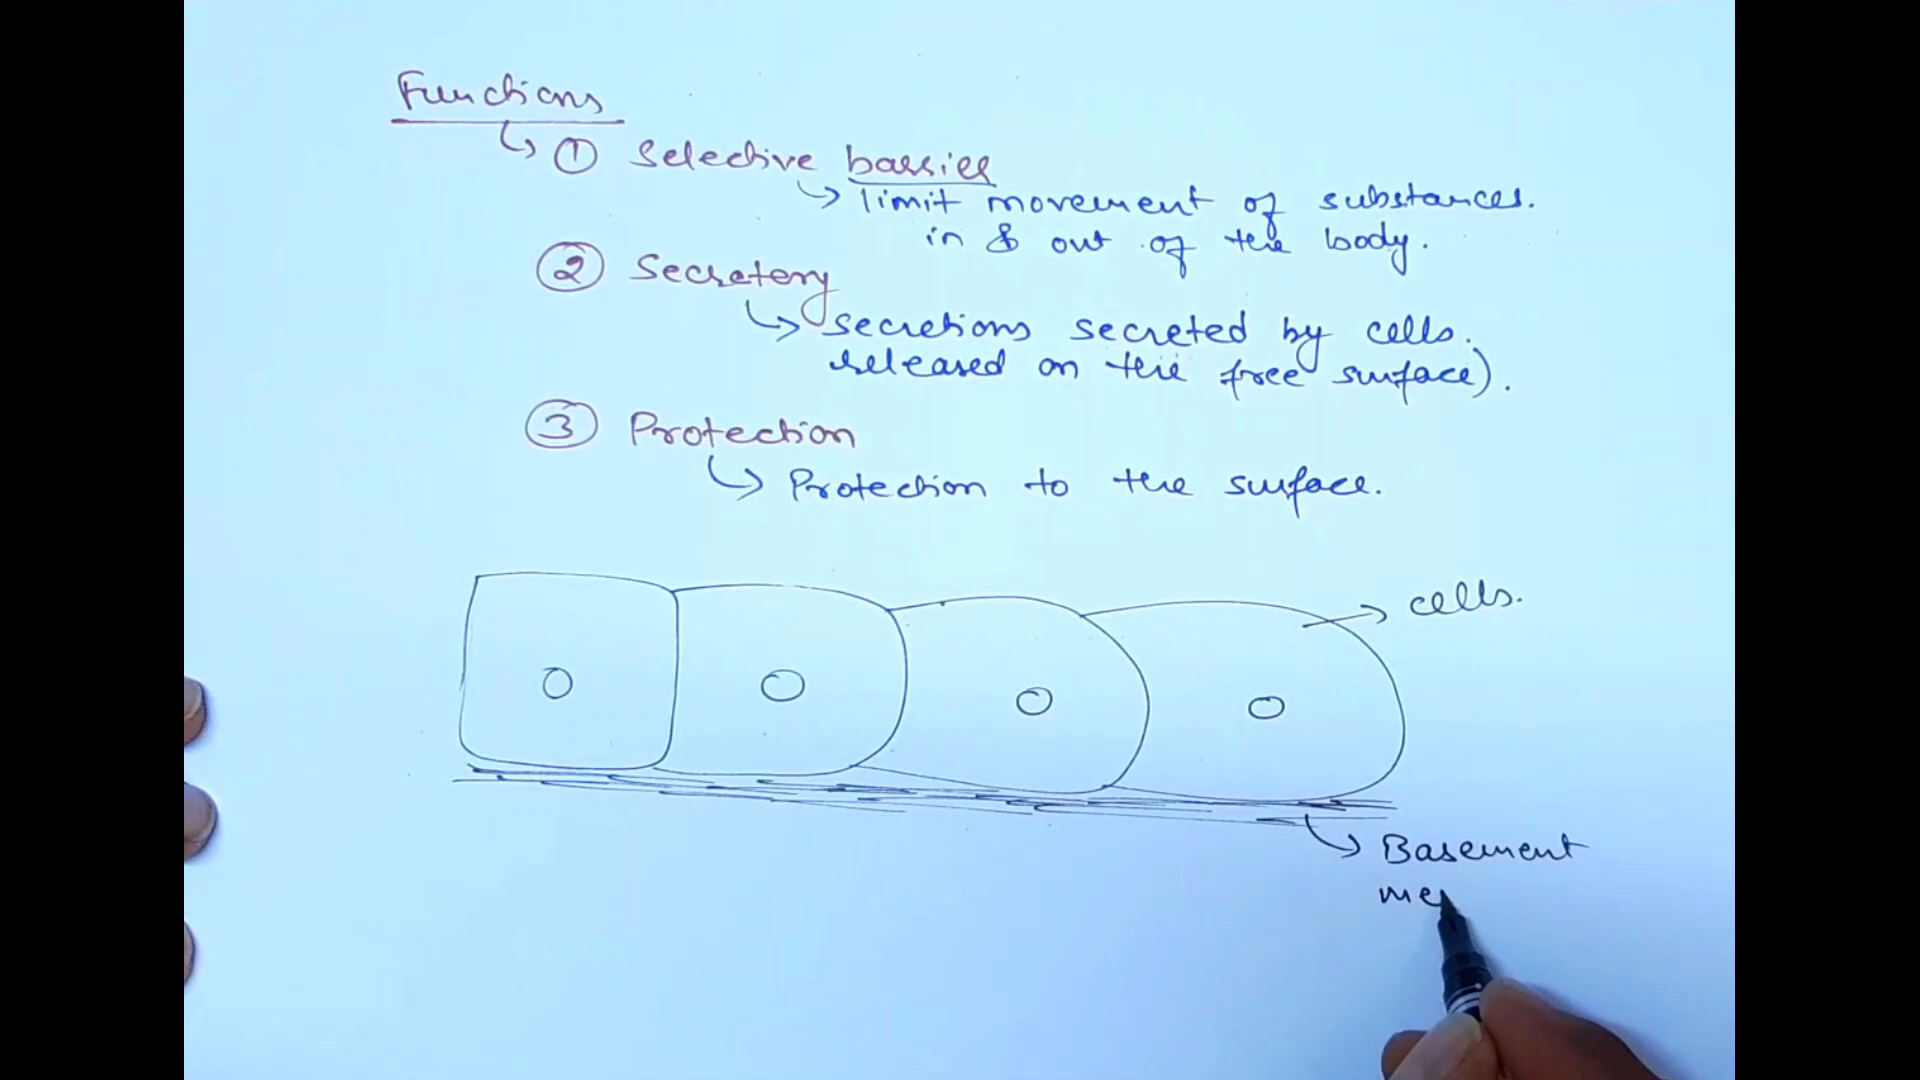 Functions
① Selective barrier
limit movement of substances.
in & out of the body.
② Secretory
secretions secreted by cells.
released on the free surface).
③ Protection
Protection to the surface.
cells.
Basement
me